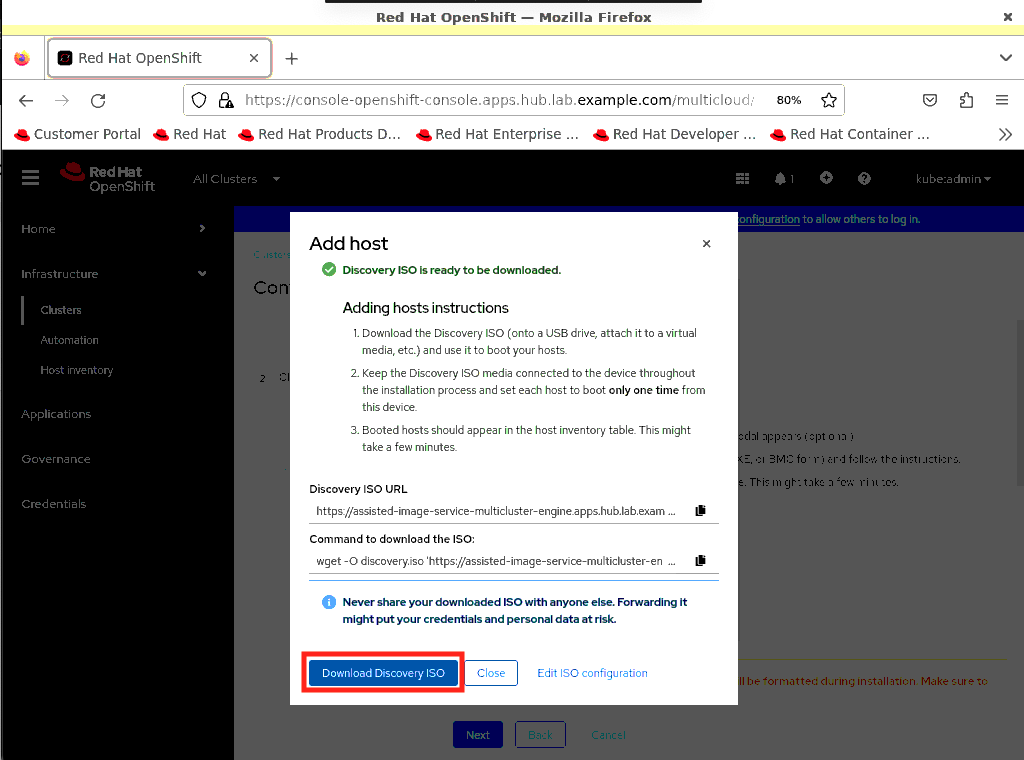 Red Hat OpenShift — Mozilla Firefox
Red Hat OpenShift
https://console-openshift-console.apps.hub.lab.example.com/multicloud/
80%
Customer Portal
Red Hat
Red Hat Products D...
Red Hat Enterprise ...
Red Hat Developer ...
Red Hat Container ...
Red Hat
OpenShift
All Clusters
1
kube:admin
Home
Infrastructure
Clusters
Automation
Host inventory
Applications
Governance
Credentials
configuration to allow others to log in.
Clusters
2
Add host
Discovery ISO is ready to be downloaded.
Adding hosts instructions
1. Download the Discovery ISO (onto a USB drive, attach it to a virtual
media, etc.) and use it to boot your hosts.
2. Keep the Discovery ISO media connected to the device throughout
the installation process and set each host to boot only one time from
this device.
3. Booted hosts should appear in the host inventory table. This might
take a few minutes.
Discovery ISO URL
https://assisted-image-service-multicluster-engine.apps.hub.lab.exam ...
Command to download the ISO:
wget -O discovery.iso 'https://assisted-image-service-multicluster-en ...
Never share your downloaded ISO with anyone else. Forwarding it
might put your credentials and personal data at risk.
Download Discovery ISO
Close
Edit ISO configuration
appears (optional)
or BMC form) and follow the instructions.
This might take a few minutes.
be formatted during installation. Make sure to
Next
Back
Cancel